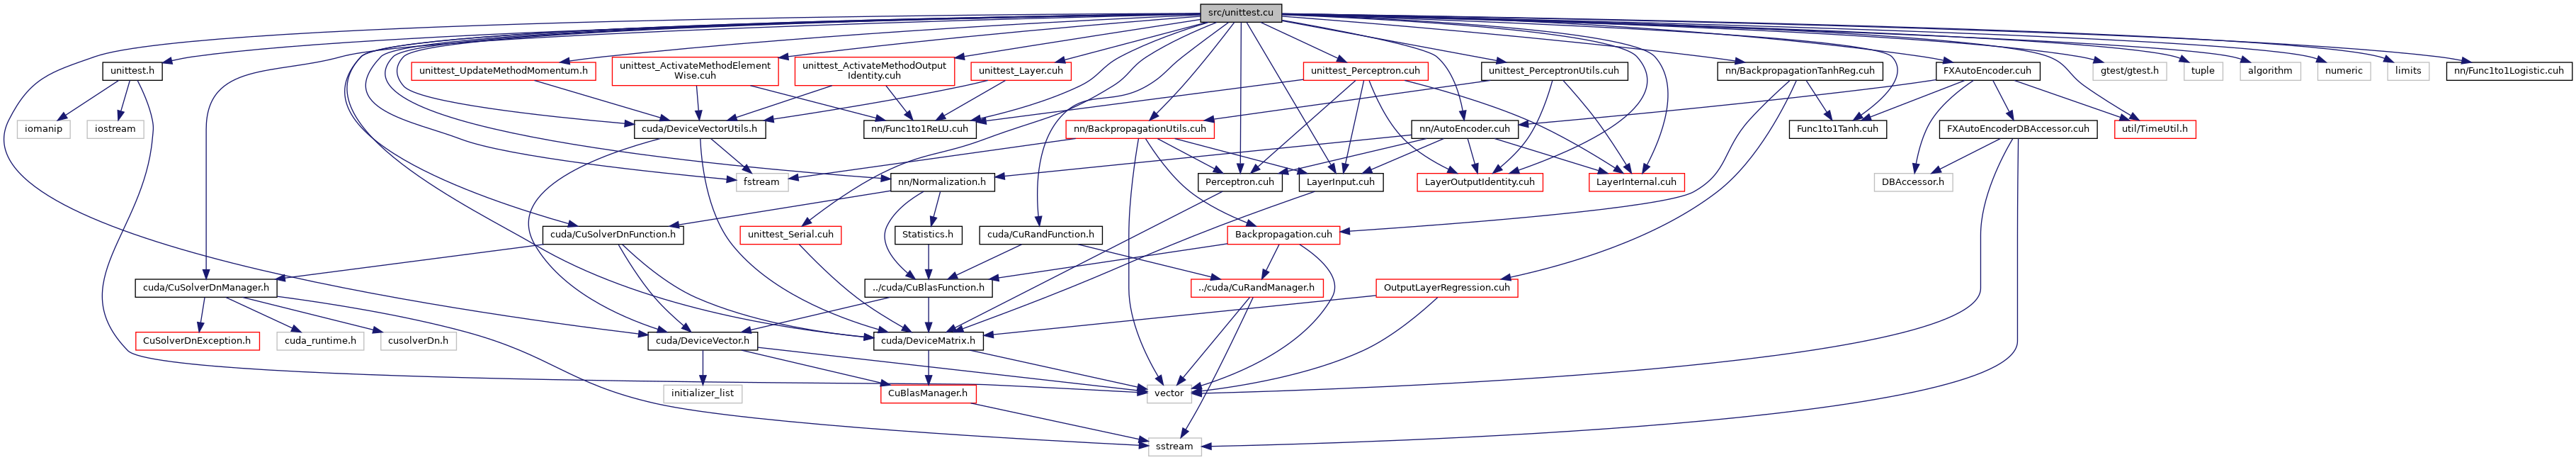 src/unittest.cu
unittest.h
unittest_UpdateMethodMomentum.h
unittest_ActivateMethodElement
Wise.cuh
unittest_ActivateMethodOutput
Identity.cuh
unittest_Layer.cuh
unittest_Perceptron.cuh
unittest_PerceptronUtils.cuh
nn/BackpropagationTanhReg.cuh
FXAutoEncoder.cuh
gtest/gtest.h
tuple
algorithm
numeric
limits
nn/Func1to1Logistic.cuh
iomanip
iostream
cuda/DeviceVectorUtils.h
nn/Func1to1ReLU.cuh
nn/BackpropagationUtils.cuh
nn/AutoEncoder.cuh
Func1to1Tanh.cuh
FXAutoEncoderDBAccessor.cuh
util/TimeUtil.h
fstream
nn/Normalization.h
Perceptron.cuh
LayerInput.cuh
LayerOutputIdentity.cuh
LayerInternal.cuh
DBAccessor.h
cuda/CuSolverDnFunction.h
unittest_Serial.cuh
Statistics.h
cuda/CuRandFunction.h
Backpropagation.cuh
cuda/CuSolverDnManager.h
../cuda/CuBlasFunction.h
../cuda/CuRandManager.h
OutputLayerRegression.cuh
CuSolverDnException.h
cuda_runtime.h
cusolverDn.h
cuda/DeviceVector.h
cuda/DeviceMatrix.h
initializer_list
CuBlasManager.h
vector
sstream